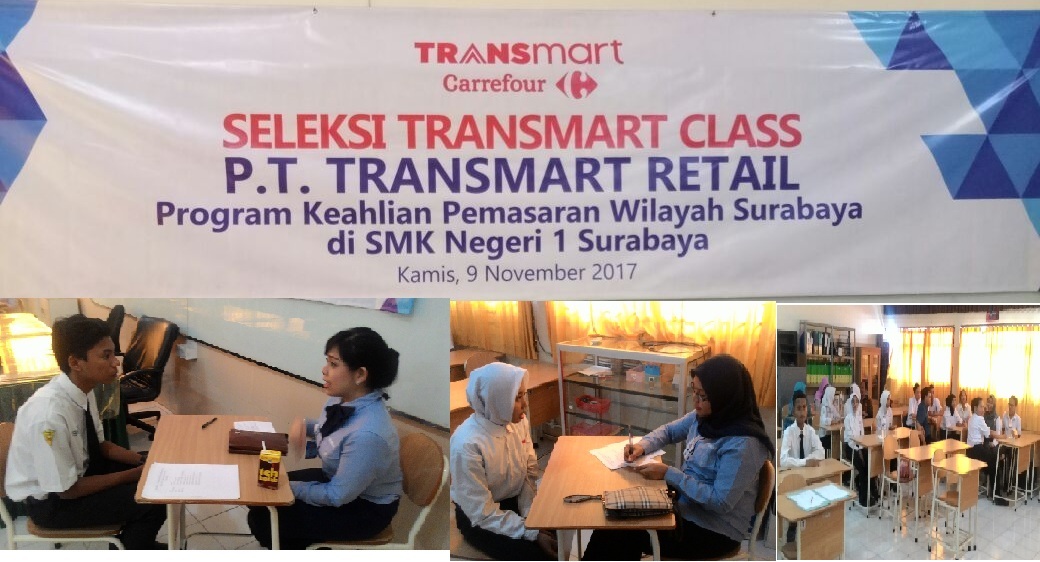 TRANSmart
Carrefour
SELEKSI TRANSMART CLASS
P.T. TRANSMART RETAIL
Program Keahlian Pemasaran Wilayah Surabaya
di SMK Negeri 1 Surabaya
Kamis, 9 November 2017